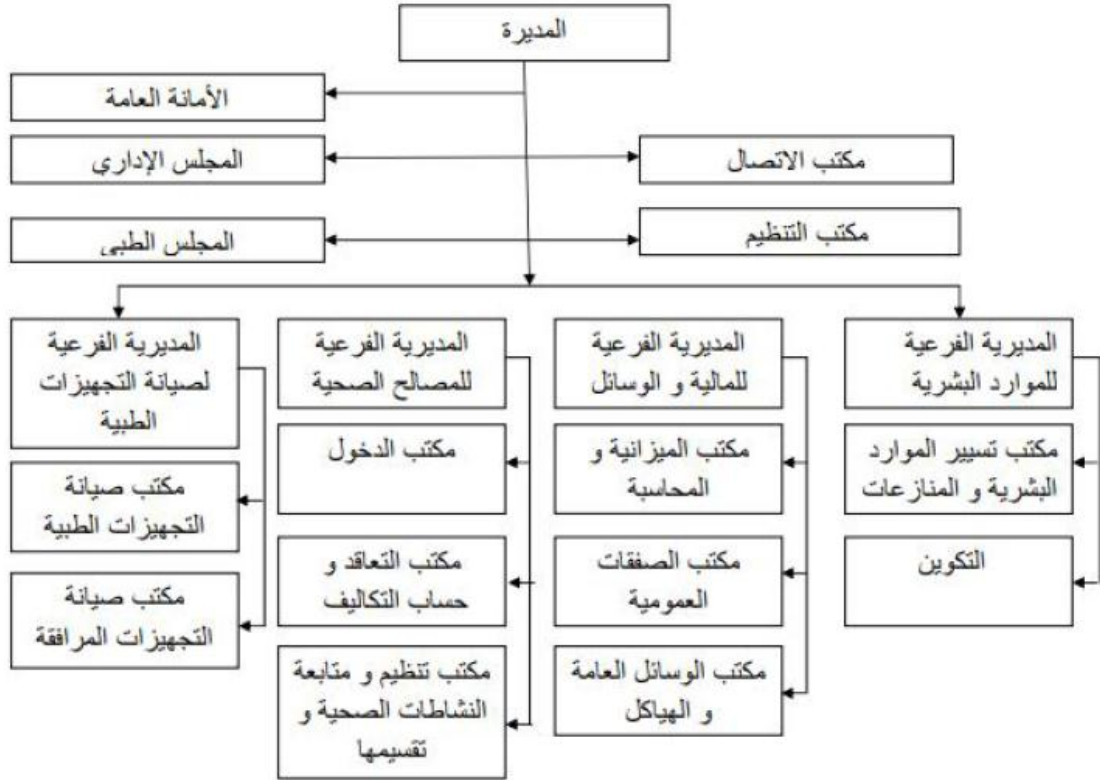 المديرة
الأمانة العامة
المجلس الإداري
مكتب الاتصال
المجلس الطبي
مكتب التنظيم
المديرية الفرعية
للموارد البشرية
مكتب تسيير الموارد
البشرية و المنازعات
التكوين
المديرية الفرعية
للمالية و الوسائل
مكتب الميزانية و
المحاسبة
مكتب الصفقات
العمومية
مكتب الوسائل العامة
و الهياكل
المديرية الفرعية
للمصالح الصحية
مكتب الدخول
مكتب التعاقد و
حساب التكاليف
مكتب تنظيم و متابعة
النشاطات الصحية و
تقسيمها
المديرية الفرعية
لصيانة التجهيزات
الطبية
مكتب صيانة
التجهيزات الطبية
مكتب صيانة
التجهيزات المرافقة